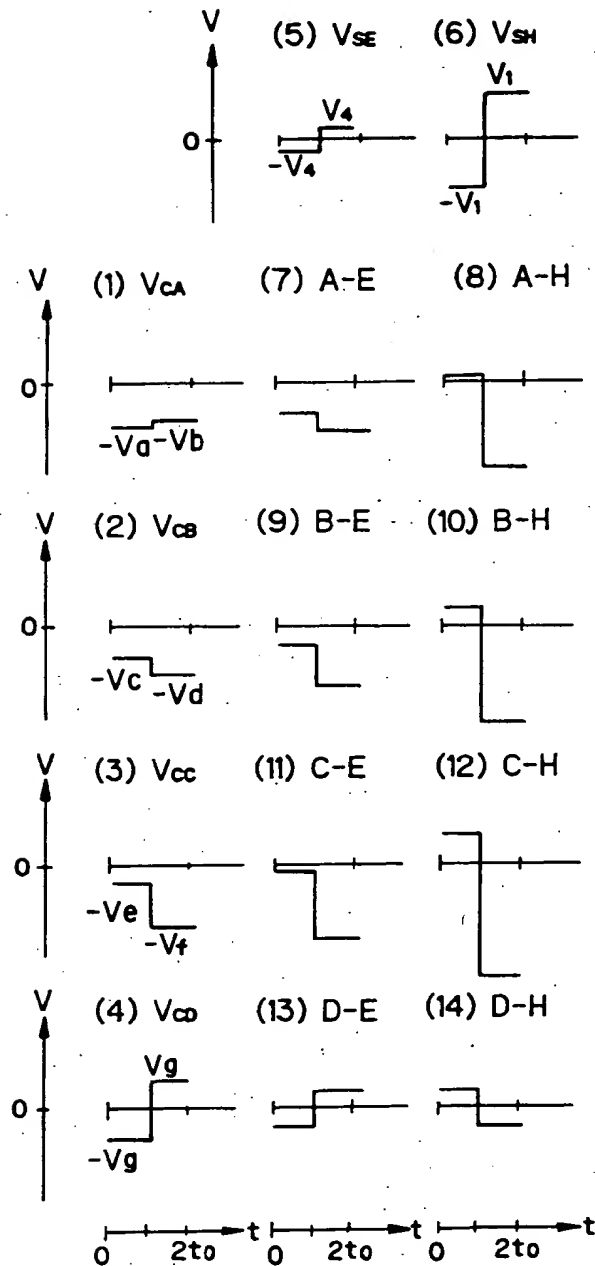 V (5) VSE (6) VSH
V4 V1
0
-V4
-V1
V (1) VCA (7) A-E (8) A-H
0
-Va -Vb
V (2) VCB (9) B-E (10) B-H
0
-Vc -Vd
V (3) VCC (11) C-E (12) C-H
0
-Ve
-Vf
V (4) VCD (13) D-E (14) D-H
Vg
0
-Vg
t t t
0 2to 0 2to 0 2to